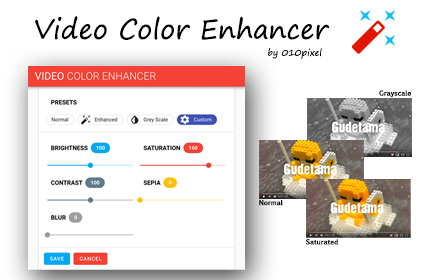 Video Color Enhancer
by 010pixel
VIDEO COLOR ENHANCER
PRESETS
Normal Enhanced Grey Scale Custom
BRIGHTNESS 100 SATURATION 160
CONTRAST 100 SEPIA 0
BLUR 0
SAVE CANCEL
Grayscale
Gudetama
Gudetama
Normal
Gudetama
Saturated